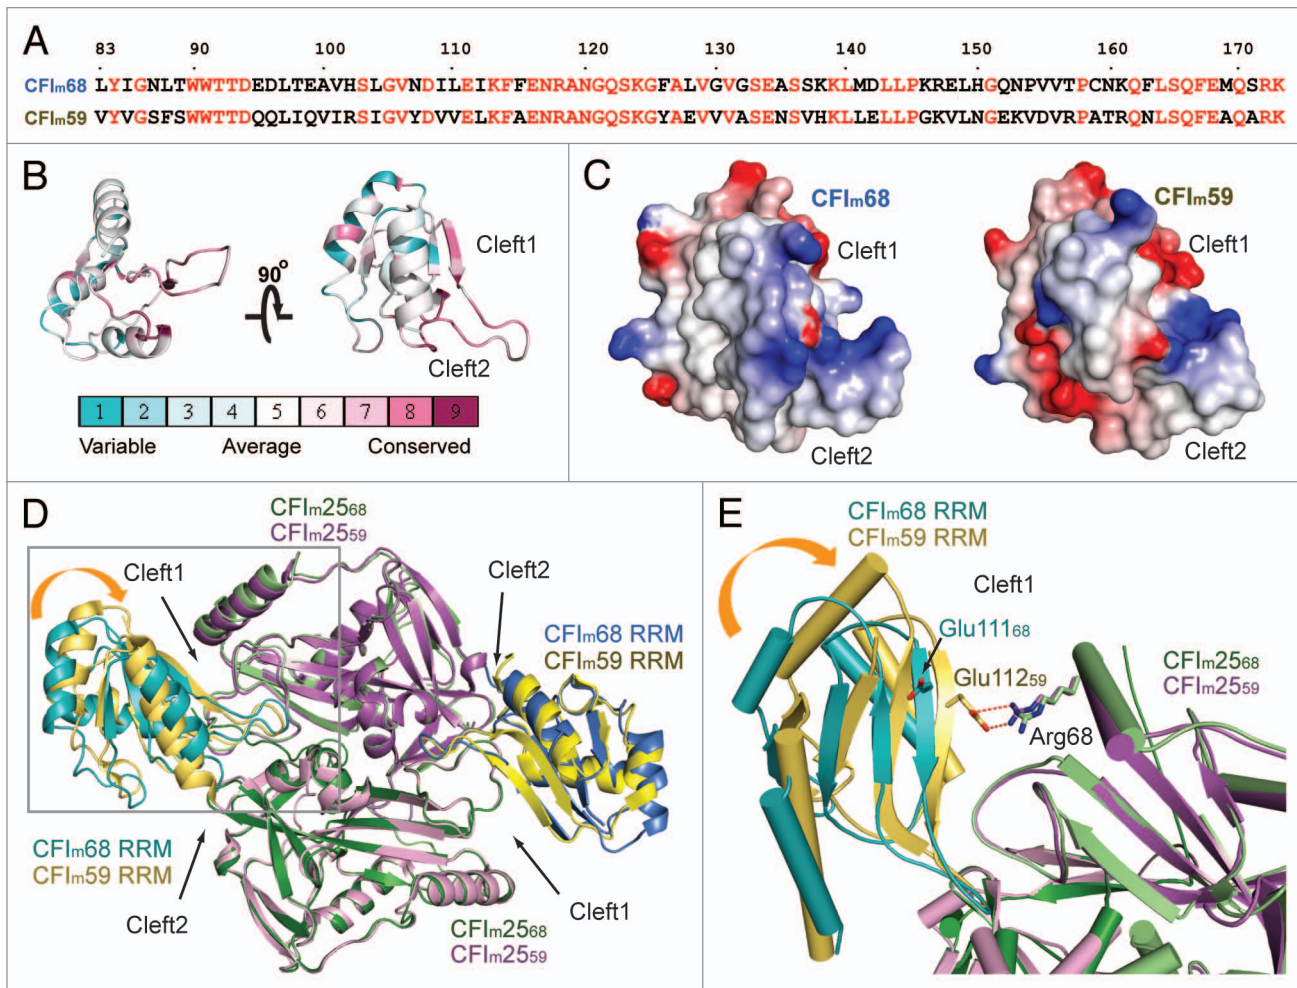 A
83 90 100 110 120 130 140 150 160 170
CFIm68 LYIGNLTWWTTDEDLTEAVHSLGVNDILEIKFFENRANGQSKGFALVGVGSEASSKKLMDLLPKRELHGQNPVVTPCNKQFLSQFEMQSRK
CFIm59 VYVGSFSWWTTDQQLIQVIRSIGVYDVVELKFAENRANGQSKGYAEVVVASENSVHKLLELLPGKVLNGEKVDVRPATRQNLSQFEAQARK
B
90°
Cleft1
Cleft2
1 2 3 4 5 6 7 8 9
Variable Average Conserved
C
CFIm68
Cleft1
Cleft2
CFIm59
Cleft1
Cleft2
D
CFIm2568
CFIm2559
Cleft1
Cleft2
CFIm68 RRM
CFIm59 RRM
CFIm68 RRM
CFIm59 RRM
Cleft2
Cleft1
CFIm2568
CFIm2559
E
CFIm68 RRM
CFIm59 RRM
Cleft1
Glu11168
Glu11259
CFIm2568
CFIm2559
Arg68